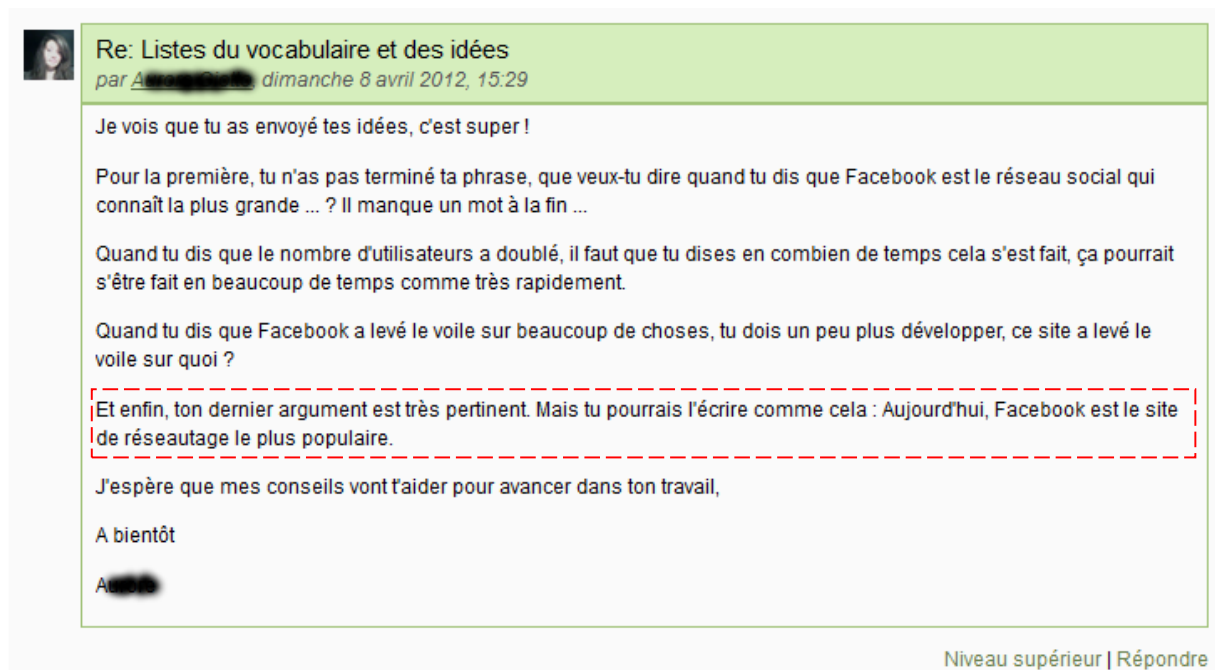 Re: Listes du vocabulaire et des idées
par dimanche 8 avril 2012, 15:29
Je vois que tu as envoyé tes idées, c'est super !
Pour la première, tu n'as pas terminé ta phrase, que veux-tu dire quand tu dis que Facebook est le réseau social qui
connaît la plus grande ... ? Il manque un mot à la fin ...
Quand tu dis que le nombre d'utilisateurs a doublé, il faut que tu dises en combien de temps cela s'est fait, ça pourrait
s'être fait en beaucoup de temps comme très rapidement.
Quand tu dis que Facebook a levé le voile sur beaucoup de choses, tu dois un peu plus développer, ce site a levé le
voile sur quoi ?
Et enfin, ton dernier argument est très pertinent. Mais tu pourrais l'écrire comme cela : Aujourd'hui, Facebook est le site
de réseautage le plus populaire.
J'espère que mes conseils vont t'aider pour avancer dans ton travail,
A bientôt
Niveau supérieur | Répondre